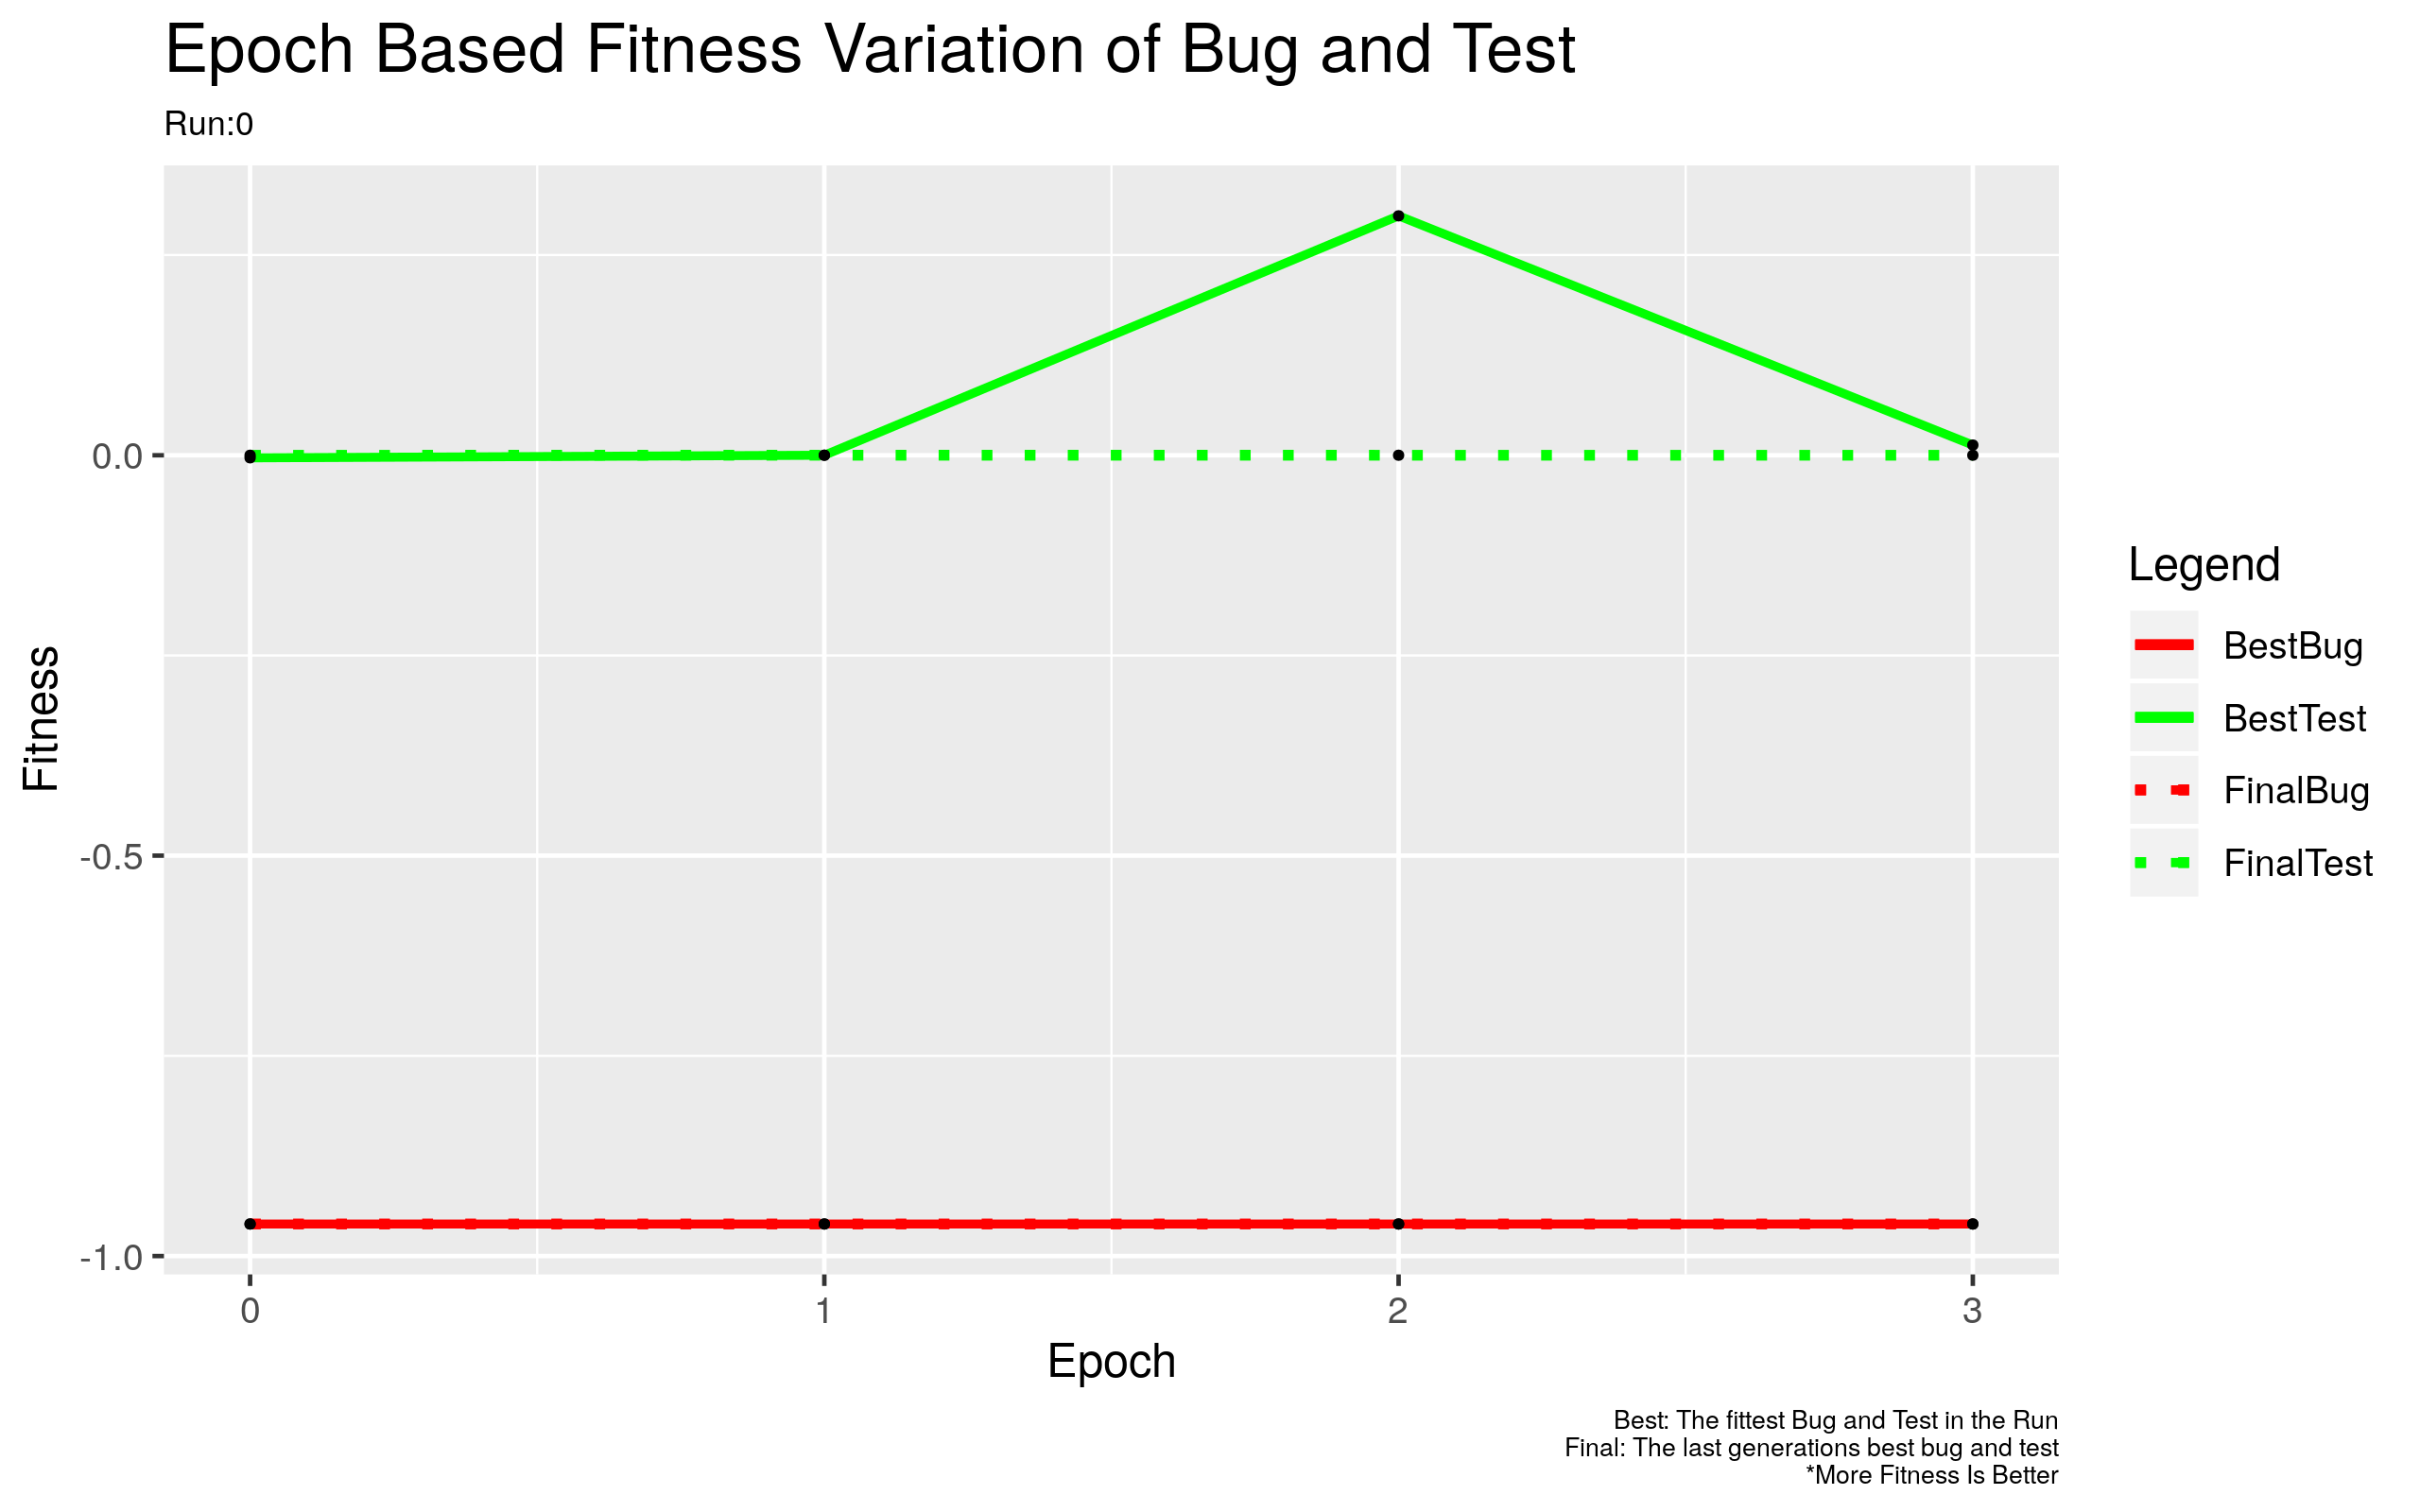 Epoch Based Fitness Variation of Bug and Test
Run:0
Fitness
0.0
-0.5
-1.0
0
1
2
3
Epoch
Legend
BestBug
BestTest
FinalBug
FinalTest
Best: The fittest Bug and Test in the Run
Final: The last generations best bug and test
*More Fitness Is Better